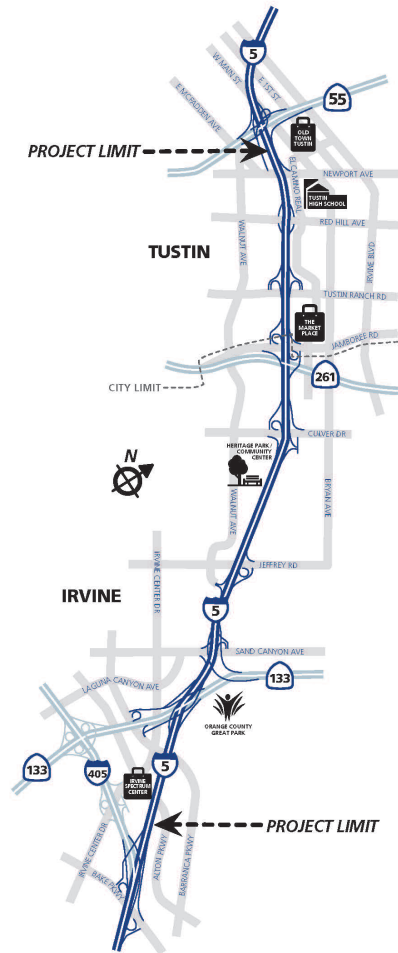 5
W MAIN ST
E 1ST ST
E MCFADDEN AVE
55
OLD
TOWN
TUSTIN
PROJECT LIMIT
EL CAMINO REAL
NEWPORT AVE
TUSTIN
HIGH SCHOOL
RED HILL AVE
WALNUT AVE
TUSTIN
IRVINE BLVD
TUSTIN RANCH RD
THE
MARKET
PLACE
JAMBOREE RD
261
CITY LIMIT
CULVER DR
HERITAGE PARK /
COMMUNITY
CENTER
N
WALNUT AVE
BRYAN AVE
JEFFREY RD
IRVINE CENTER DR
IRVINE
5
SAND CANYON AVE
LAGUNA CANYON AVE
133
ORANGE COUNTY
GREAT PARK
133
405
5
IRVINE
SPECTRUM
CENTER
PROJECT LIMIT
IRVINE CENTER DR
ALTON PKWY
BARRANCA PKWY
BAKE PKWY